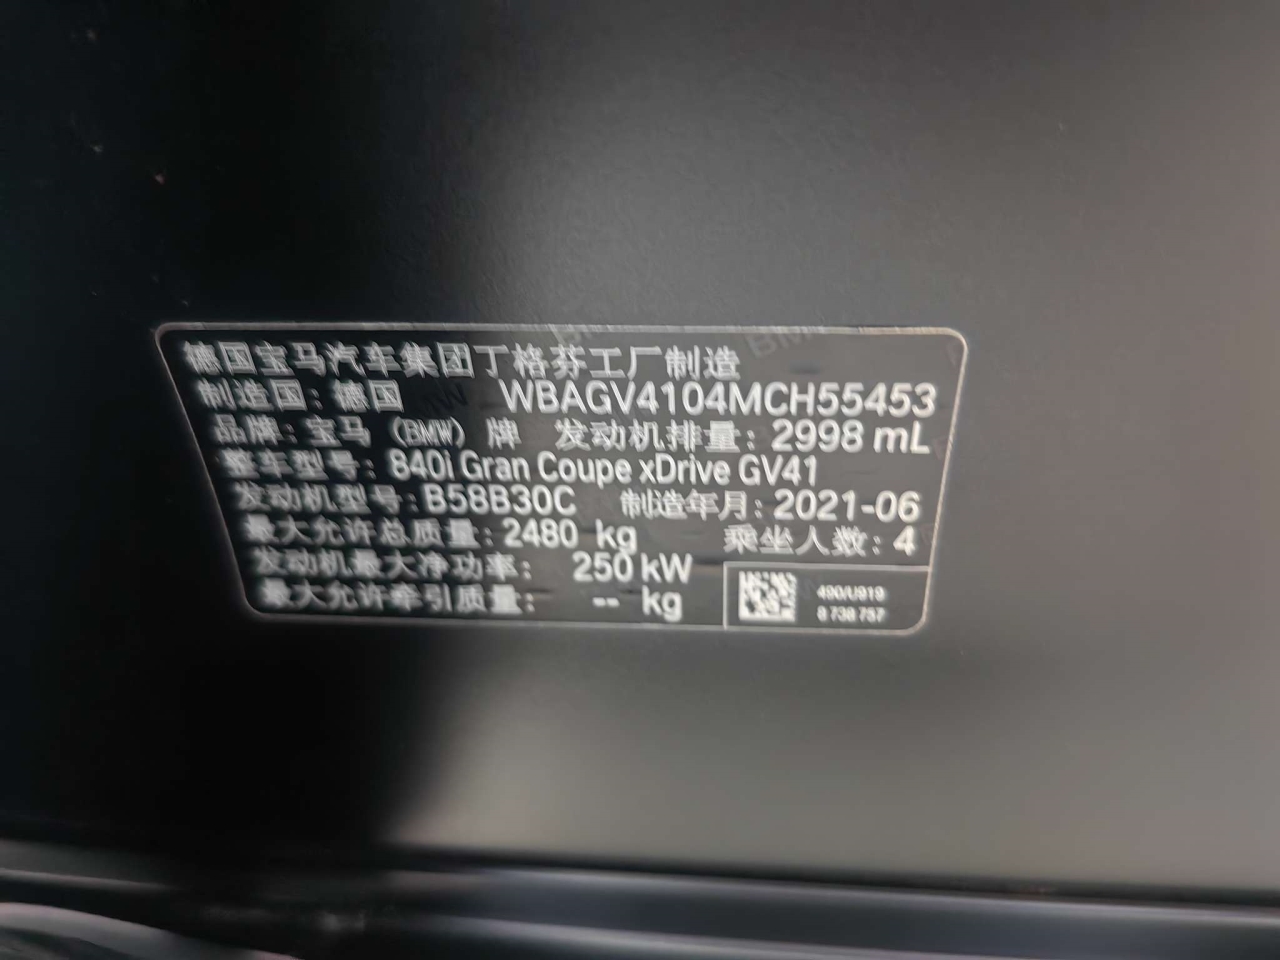 德国宝马汽车集团丁格芬工厂制造
制造国：德国 WBAGV4104MCH55453
品牌：宝马（BMW）牌 发动机排量：2998 mL
整车型号：840i Gran Coupe xDrive GV41
发动机型号：B58B30C 制造年月：2021-06
最大允许总质量：2480 kg 乘坐人数：4
发动机最大净功率： 250 kW
最大允许牵引质量： -- kg
490/U919
8 738 757